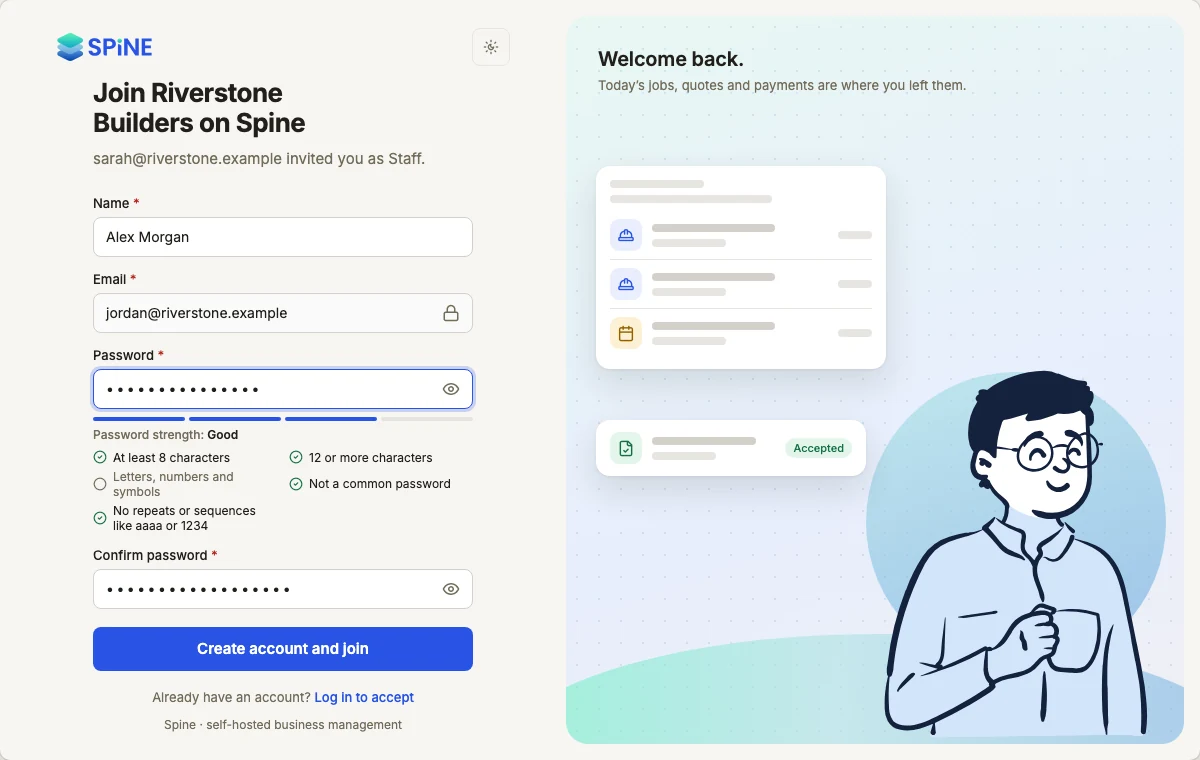 SPiNE
Join Riverstone
Builders on Spine
sarah@riverstone.example invited you as Staff.
Name *
Alex Morgan
Email *
jordan@riverstone.example
Password *
•••••••••••••••
Password strength: Good
At least 8 characters
12 or more characters
Letters, numbers and
symbols
Not a common password
No repeats or sequences
like aaaa or 1234
Confirm password *
••••••••••••••••••
Create account and join
Already have an account? Log in to accept
Spine · self-hosted business management
Welcome back.
Today’s jobs, quotes and payments are where you left them.
Accepted